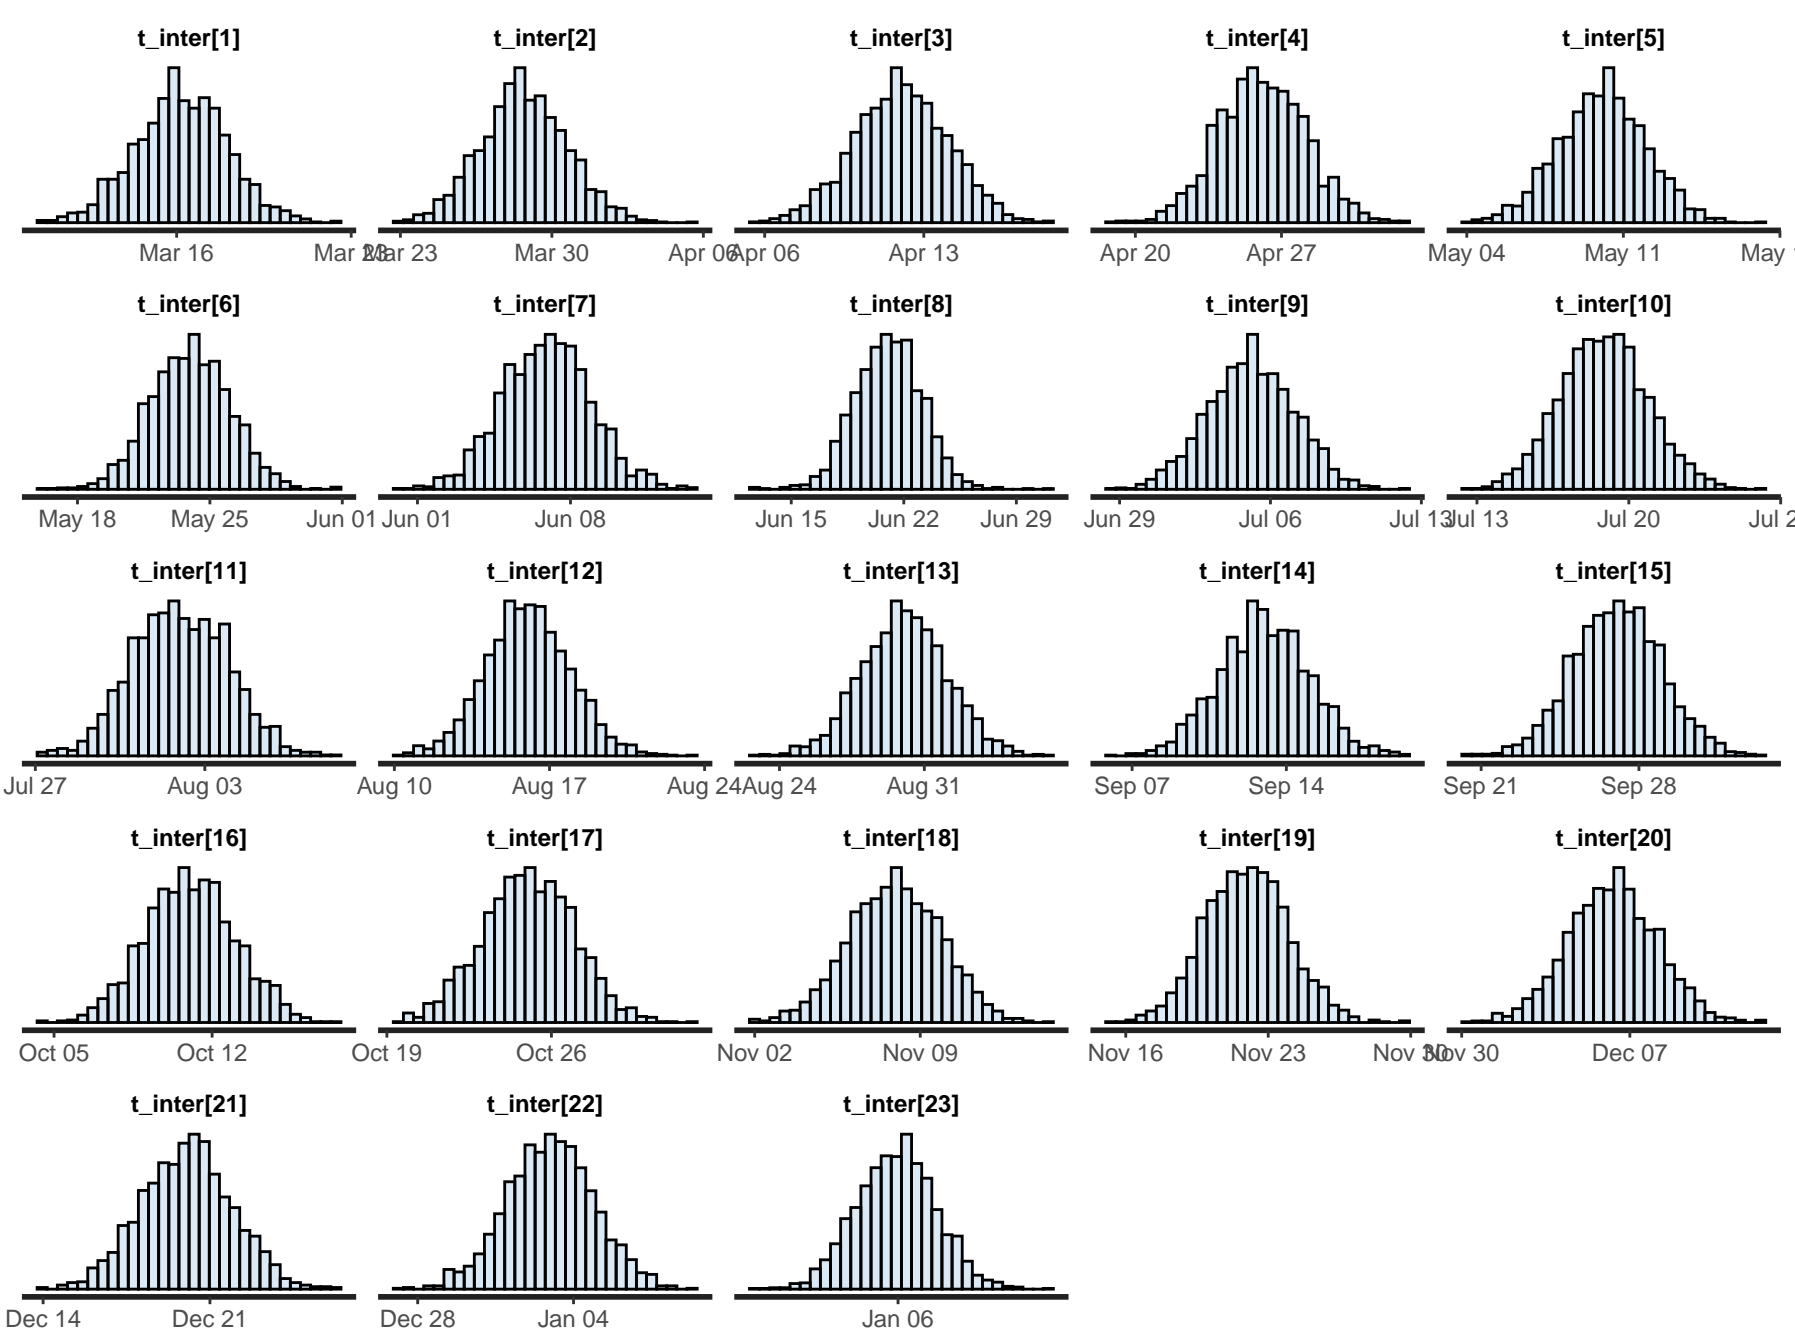 t_inter[1] t_inter[2] t_inter[3] t_inter[4] t_inter[5]
Mar 16 Mar 23 Mar 23 Mar 30 Apr 06 Apr 06 Apr 13 Apr 20 Apr 27 May 04 May 11 May
t_inter[6] t_inter[7] t_inter[8] t_inter[9] t_inter[10]
May 18 May 25 Jun 01 Jun 01 Jun 08 Jun 15 Jun 22 Jun 29 Jun 29 Jul 06 Jul 13 Jul 13 Jul 20 Jul 2
t_inter[11] t_inter[12] t_inter[13] t_inter[14] t_inter[15]
Jul 27 Aug 03 Aug 10 Aug 17 Aug 24 Aug 24 Aug 31 Sep 07 Sep 14 Sep 21 Sep 28
t_inter[16] t_inter[17] t_inter[18] t_inter[19] t_inter[20]
Oct 05 Oct 12 Oct 19 Oct 26 Nov 02 Nov 09 Nov 16 Nov 23 Nov 30 Nov 30 Dec 07
t_inter[21] t_inter[22] t_inter[23]
Dec 14 Dec 21 Dec 28 Jan 04 Jan 06